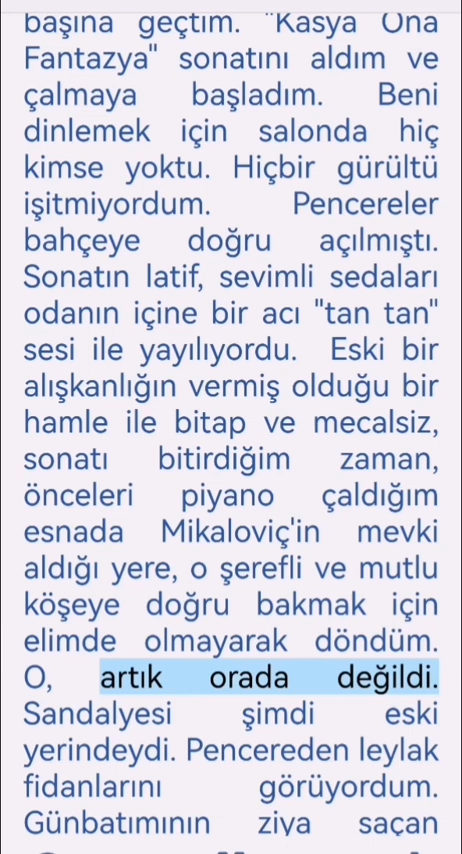 başına geçtim. "Kasya Ona
Fantazya" sonatını aldım ve
çalmaya başladım. Beni
dinlemek için salonda hiç
kimse yoktu. Hiçbir gürültü
işitmiyordum. Pencereler
bahçeye doğru açılmıştı.
Sonatın latif, sevimli sedaları
odanın içine bir acı "tan tan"
sesi ile yayılıyordu. Eski bir
alışkanlığın vermiş olduğu bir
hamle ile bitap ve mecalsiz,
sonatı bitirdiğim zaman,
önceleri piyano çaldığım
esnada Mikaloviç'in mevki
aldığı yere, o şerefli ve mutlu
köşeye doğru bakmak için
elimde olmayarak döndüm.
O, artık orada değildi.
Sandalyesi şimdi eski
yerindeydi. Pencereden leylak
fidanlarını görüyordum.
Günbatımının ziya saçan